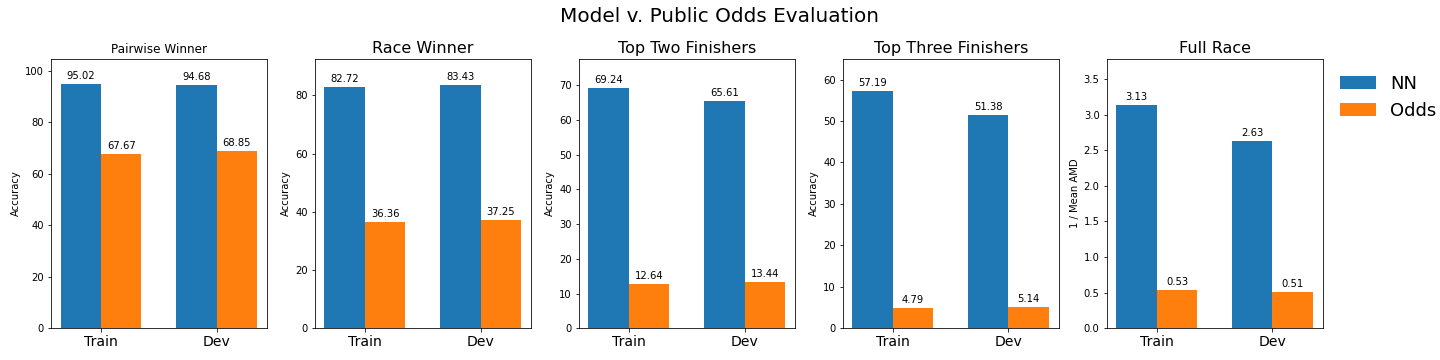 Model v. Public Odds Evaluation
Pairwise Winner
Accuracy
100
80
60
40
20
0
95.02
67.67
94.68
68.85
Train
Dev
Race Winner
Accuracy
80
60
40
20
0
82.72
36.36
83.43
37.25
Train
Dev
Top Two Finishers
Accuracy
70
60
50
40
30
20
10
0
69.24
12.64
65.61
13.44
Train
Dev
Top Three Finishers
Accuracy
60
50
40
30
20
10
0
57.19
4.79
51.38
5.14
Train
Dev
Full Race
1 / Mean AMD
3.5
3.0
2.5
2.0
1.5
1.0
0.5
0.0
3.13
0.53
2.63
0.51
Train
Dev
NN
Odds